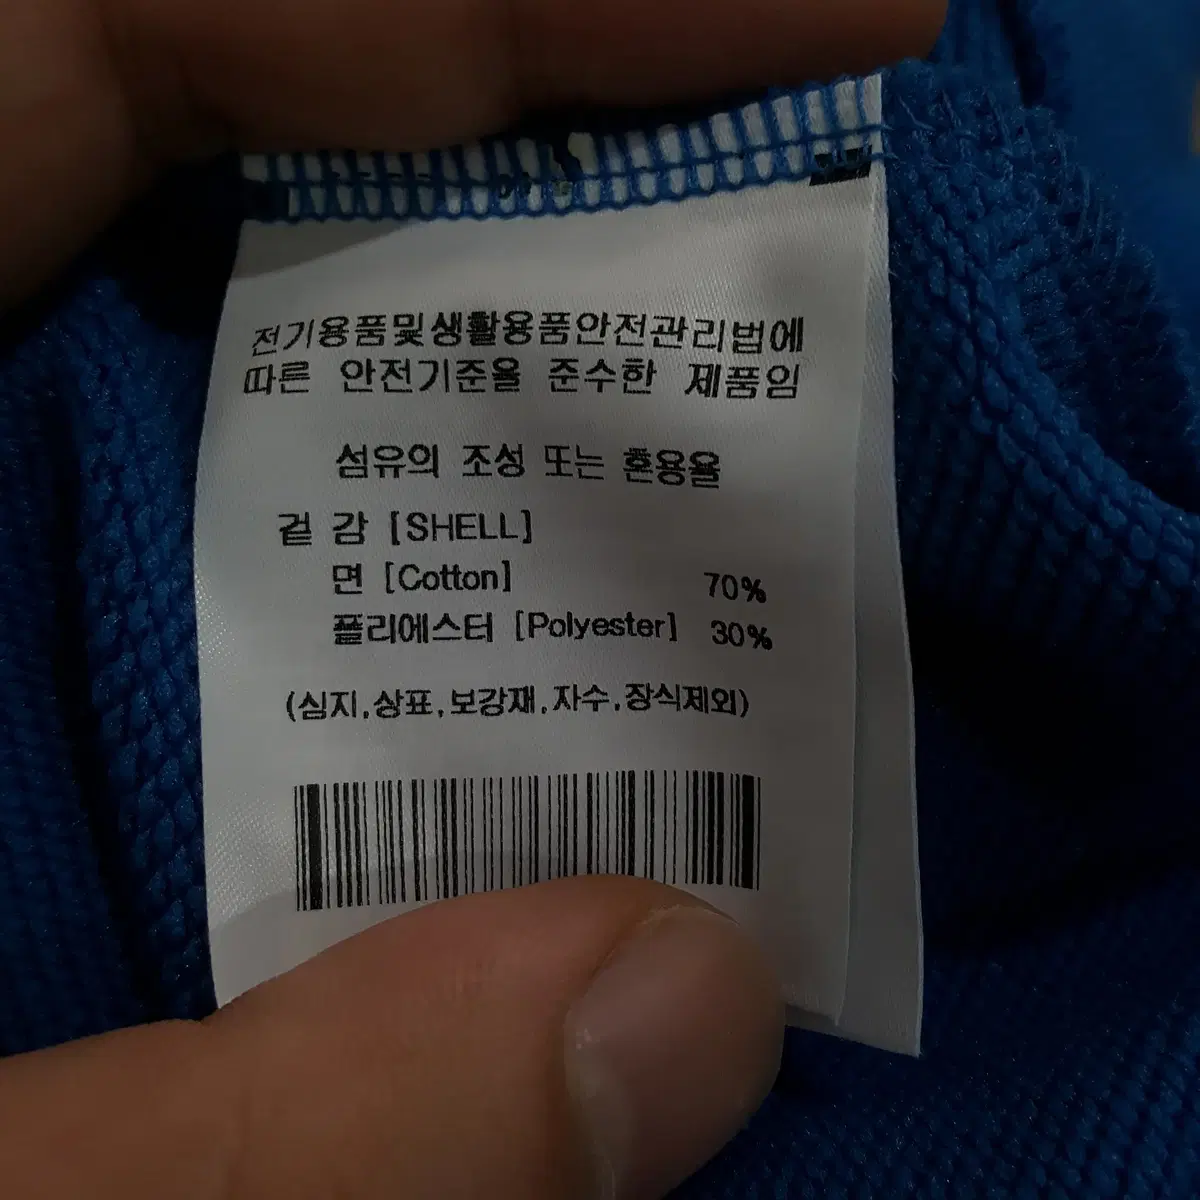 전기용품및생활용품안전관리법에
따른 안전기준을 준수한 제품임
섬유의 조성 또는 혼용율
겉 감 [SHELL]
면 [Cotton] 70%
폴리에스터 [Polyester] 30%
(심지,상표,보강재,자수,장식제외)